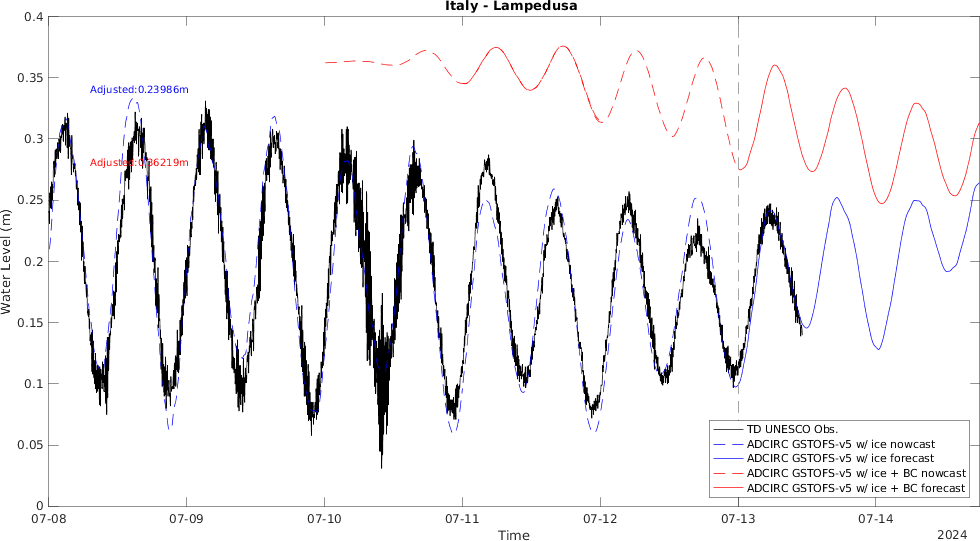 Italy - Lampedusa
0.4
0.35
0.3
0.25
0.2
0.15
0.1
0.05
0
Water Level (m)
Adjusted:0.23986m
Adjusted:0.36219m
TD UNESCO Obs.
ADCIRC GSTOFS-v5 w/ ice nowcast
ADCIRC GSTOFS-v5 w/ ice forecast
ADCIRC GSTOFS-v5 w/ ice + BC nowcast
ADCIRC GSTOFS-v5 w/ ice + BC forecast
07-08 07-09 07-10 07-11 07-12 07-13 07-14
Time
2024